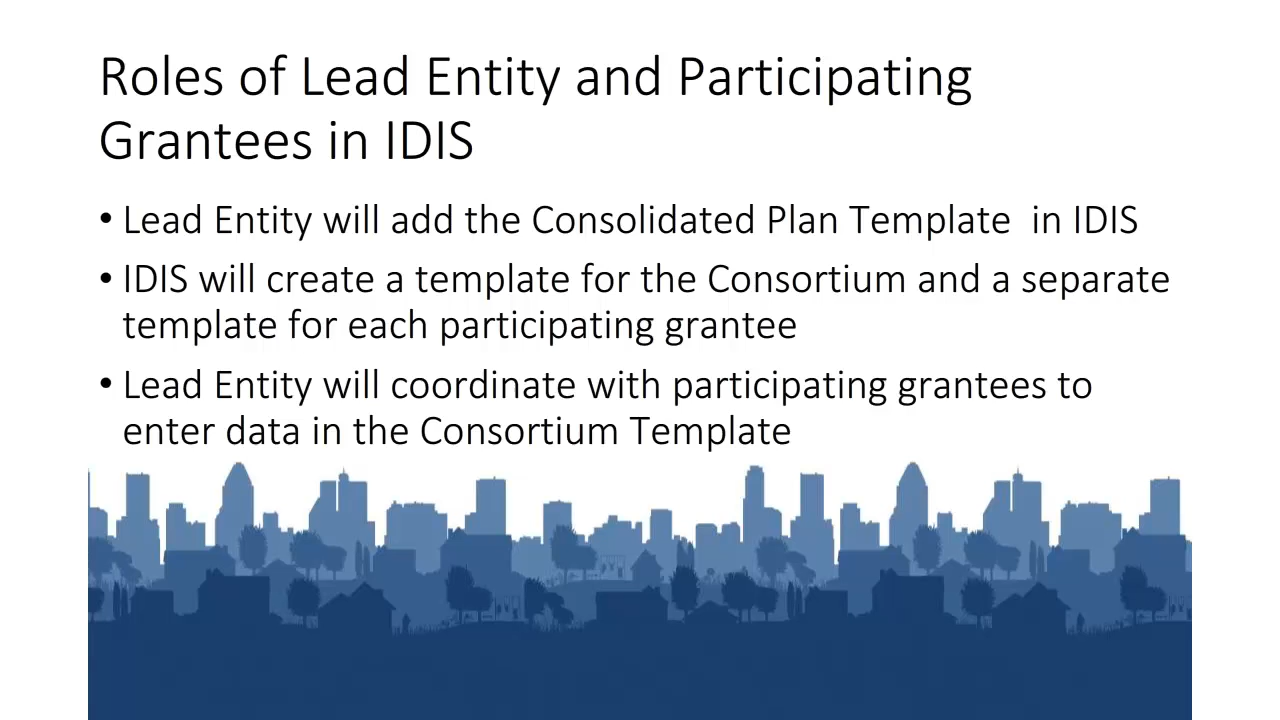 Roles of Lead Entity and Participating
Grantees in IDIS
• Lead Entity will add the Consolidated Plan Template  in IDIS
• IDIS will create a template for the Consortium and a separate
template for each participating grantee
• Lead Entity will coordinate with participating grantees to
enter data in the Consortium Template